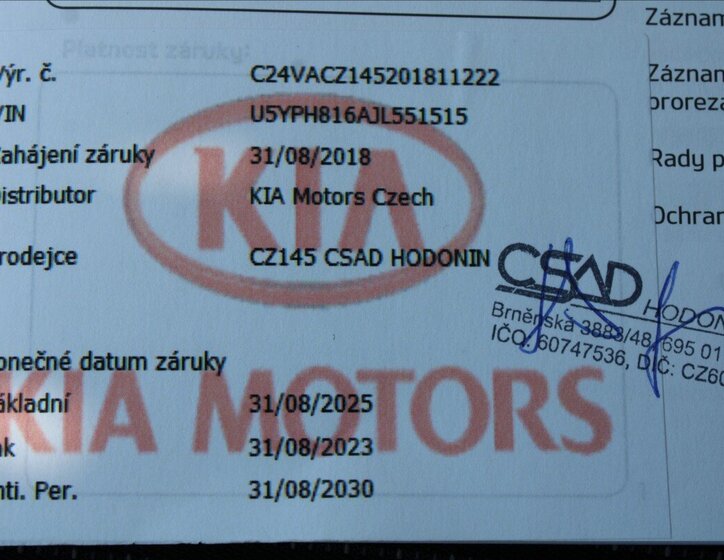 Platnost záruky:
Výr. č. C24VACZ145201811222
VIN U5YPH816AJL551515
Zahájení záruky 31/08/2018
Distributor KIA Motors Czech
Prodejce CZ145 CSAD HODONIN
KIA
CSAD HODON
Brněnská 3883/48, 695 01
IČO: 60747536, DIČ: CZ60
onečné datum záruky
ákladní 31/08/2025
ak 31/08/2023
nti. Per. 31/08/2030
KIA MOTORS
Záznam
Záznam
proreza
Rady p
Ochran